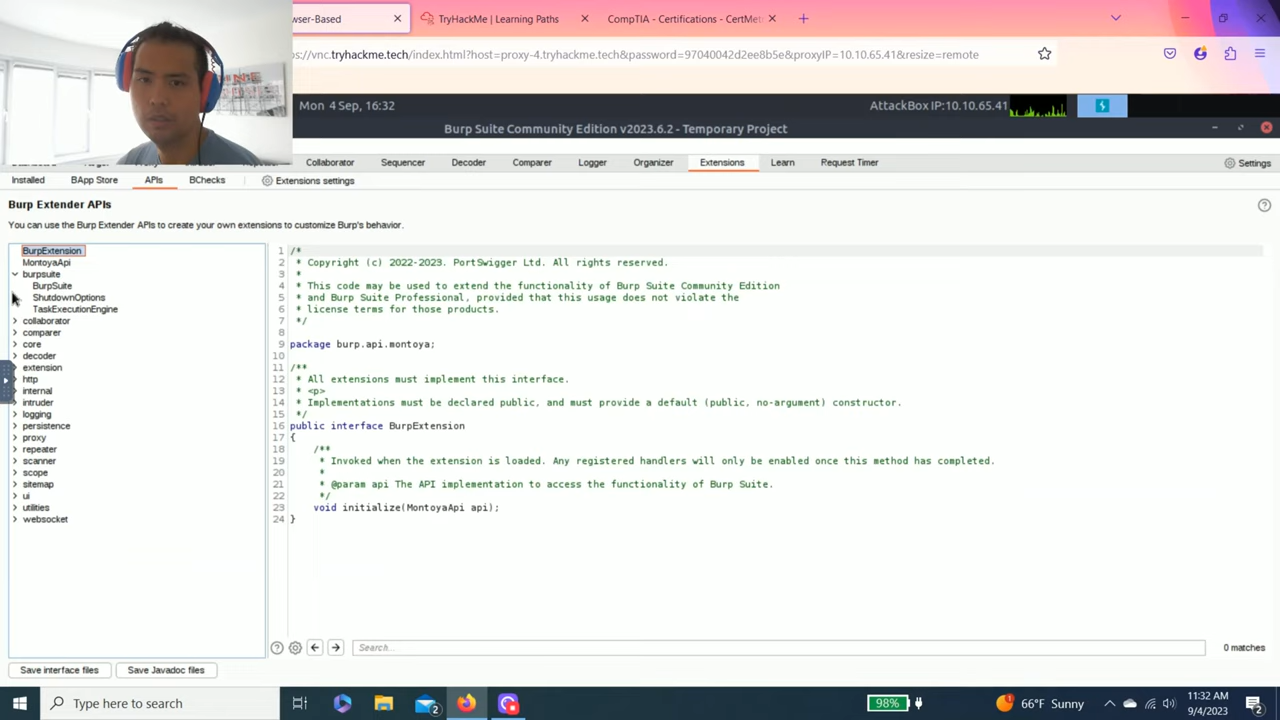 wser-Based
TryHackMe | Learning Paths
CompTIA - Certifications - CertMet
s://vnc.tryhackme.tech/index.html?host=proxy-4.tryhackme.tech&password=97040042d2ee8b5e&proxyIP=10.10.65.41&resize=remote
Mon 4 Sep, 16:32
AttackBox IP:10.10.65.41
Burp Suite Community Edition v2023.6.2 - Temporary Project
Collaborator Sequencer Decoder Comparer Logger Organizer Extensions Learn Request Timer Settings
Installed BApp Store APIs BChecks Extensions settings
Burp Extender APIs
You can use the Burp Extender APIs to create your own extensions to customize Burp's behavior.
BurpExtension
MontoyaApi
burpsuite
BurpSuite
ShutdownOptions
TaskExecutionEngine
collaborator
comparer
core
decoder
extension
http
internal
intruder
logging
persistence
proxy
repeater
scanner
scope
sitemap
ui
utilities
websocket
1 /*
2 * Copyright (c) 2022-2023. PortSwigger Ltd. All rights reserved.
3 *
4 * This code may be used to extend the functionality of Burp Suite Community Edition
5 * and Burp Suite Professional, provided that this usage does not violate the
6 * license terms for those products.
7 */
8
9 package burp.api.montoya;
10
11 /**
12 * All extensions must implement this interface.
13 * <p>
14 * Implementations must be declared public, and must provide a default (public, no-argument) constructor.
15 */
16 public interface BurpExtension
17 {
18 /**
19 * Invoked when the extension is loaded. Any registered handlers will only be enabled once this method has completed.
20 *
21 * @param api The API implementation to access the functionality of Burp Suite.
22 */
23 void initialize(MontoyaApi api);
24 }
Search...
0 matches
Save interface files
Save Javadoc files
Type here to search
2
98%
1
66°F Sunny
11:32 AM
9/4/2023
2